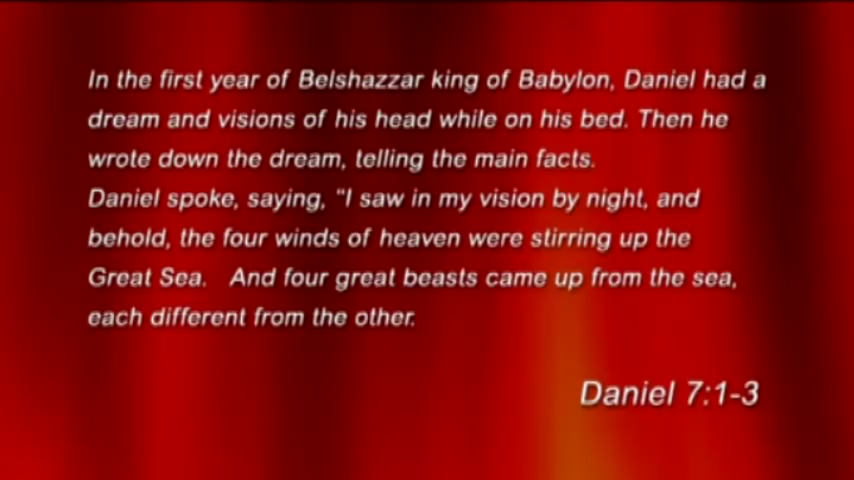 In the first year of Belshazzar king of Babylon, Daniel had a
dream and visions of his head while on his bed. Then he
wrote down the dream, telling the main facts.
Daniel spoke, saying, “I saw in my vision by night, and
behold, the four winds of heaven were stirring up the
Great Sea.   And four great beasts came up from the sea,
each different from the other.
Daniel 7:1-3